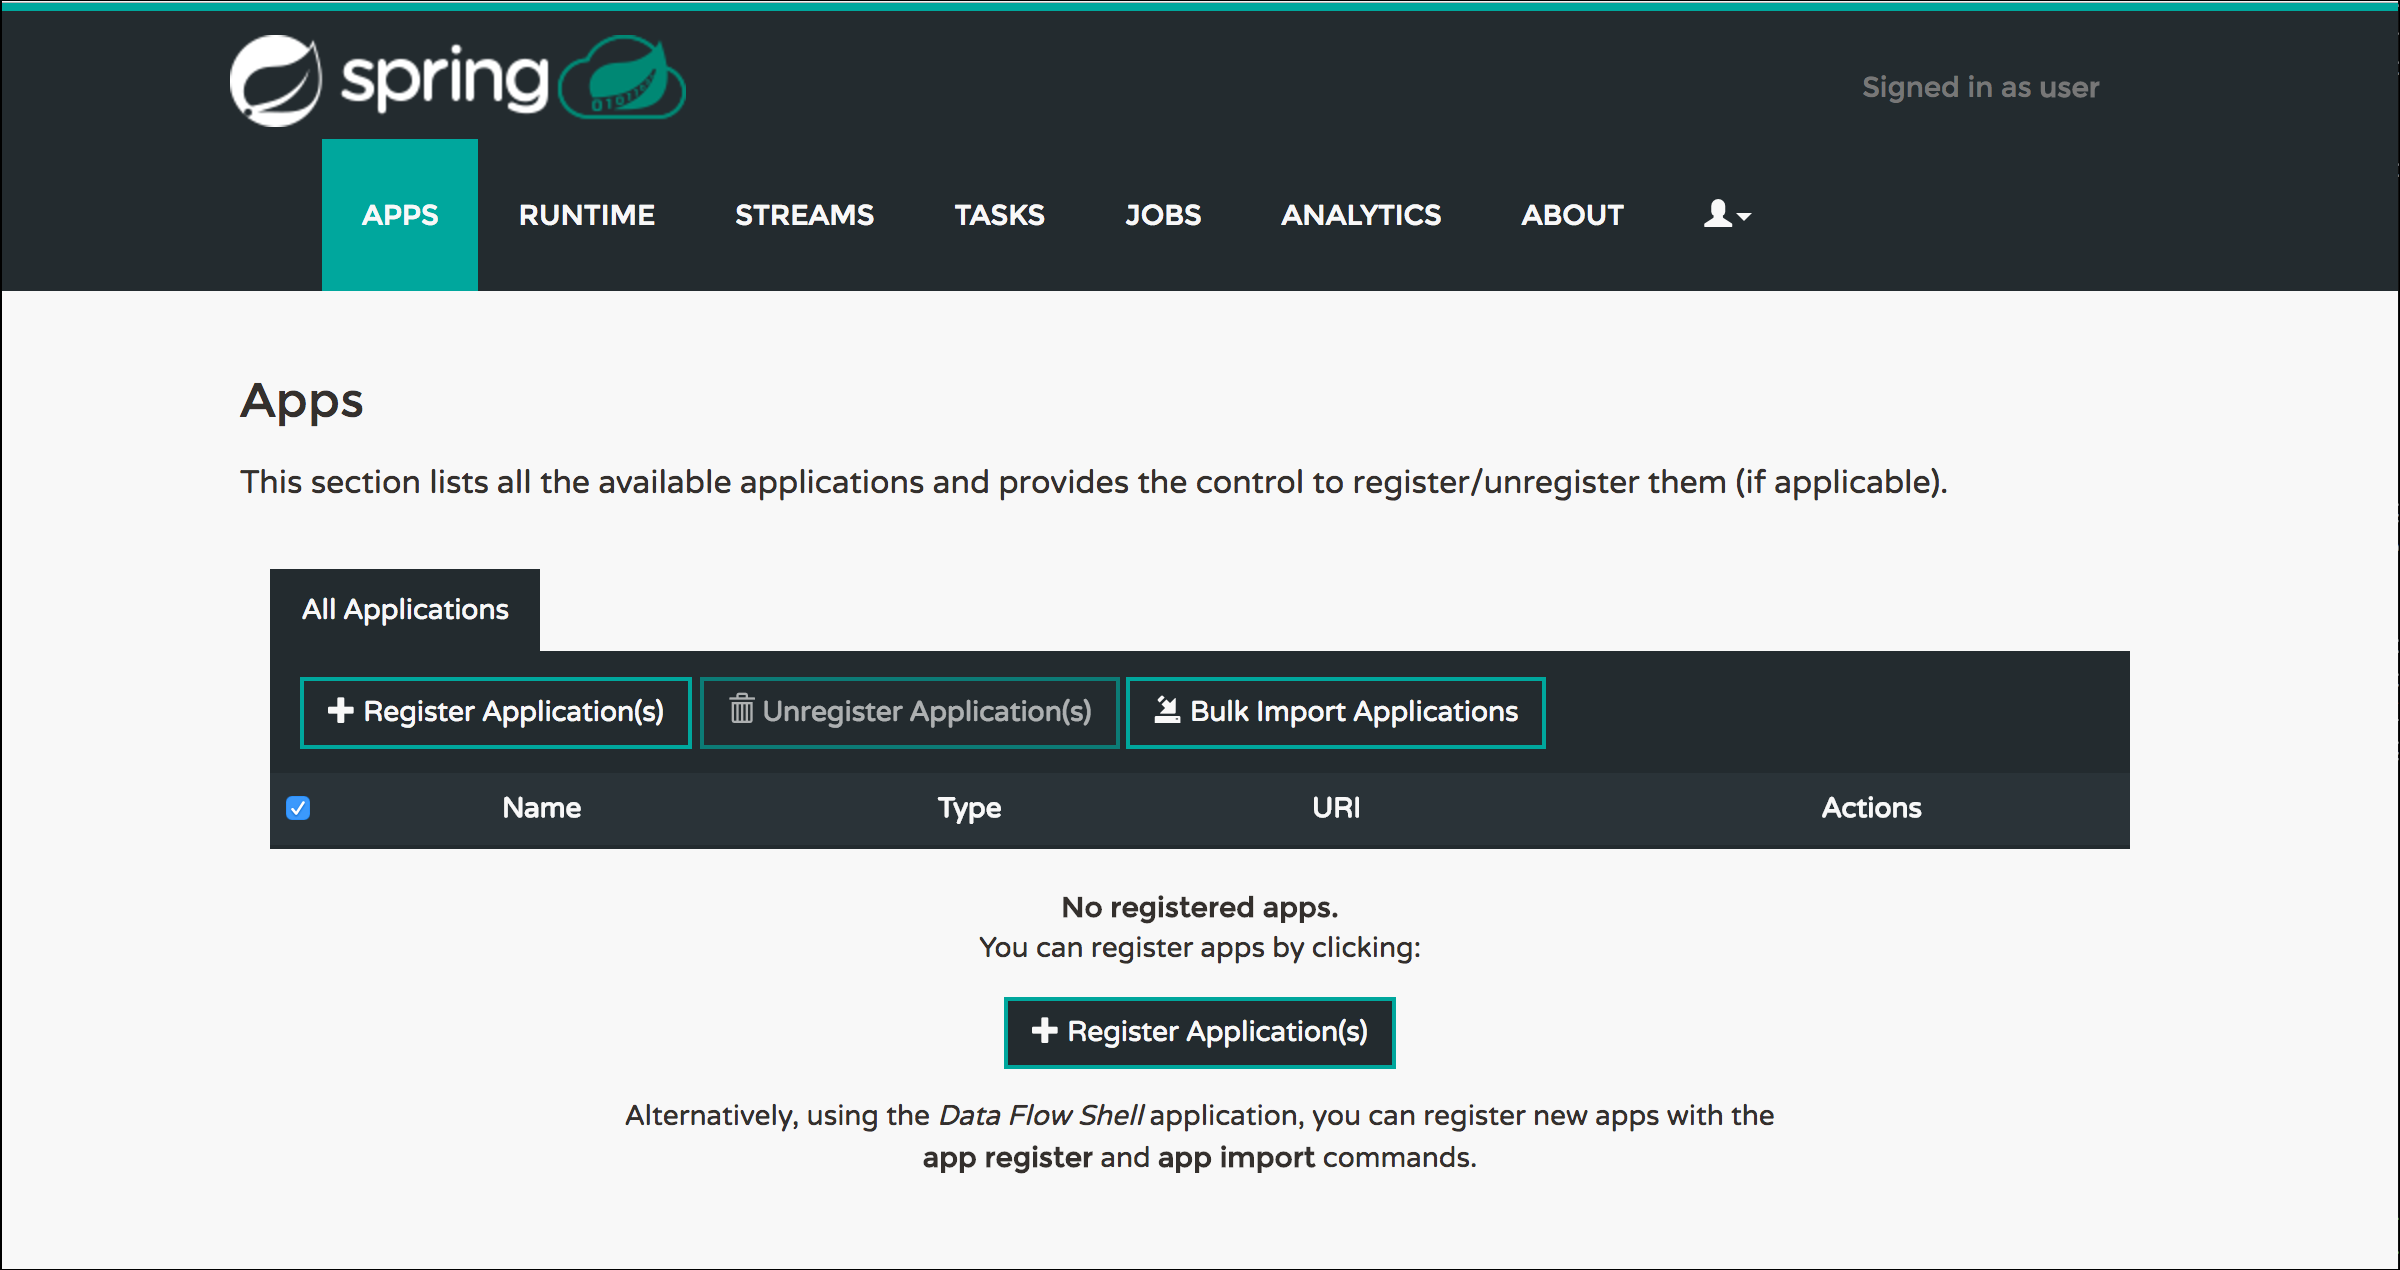 spring
Signed in as user
APPS RUNTIME STREAMS TASKS JOBS ANALYTICS ABOUT
Apps
This section lists all the available applications and provides the control to register/unregister them (if applicable).
All Applications
Register Application(s) Unregister Application(s) Bulk Import Applications
Name Type URI Actions
No registered apps.
You can register apps by clicking:
Register Application(s)
Alternatively, using the Data Flow Shell application, you can register new apps with the
app register and app import commands.